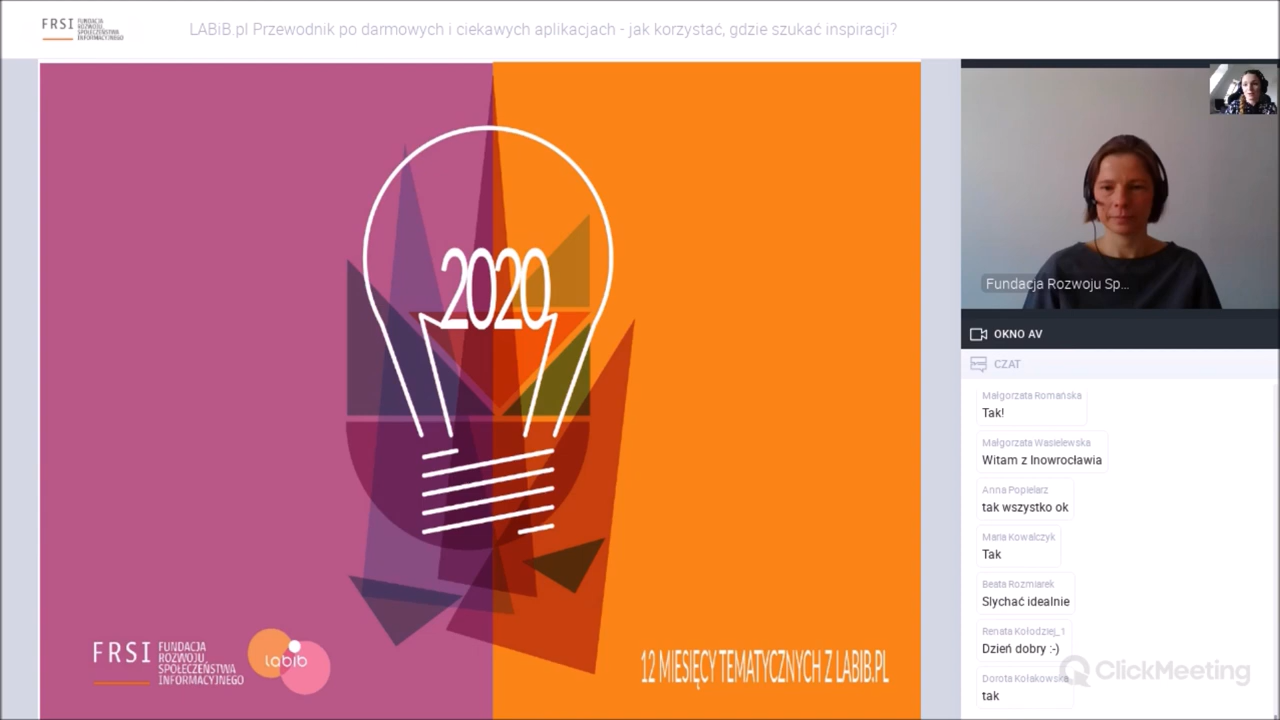 FRSI
FUNDACJA
ROZWOJU
SPOŁECZEŃSTWA
INFORMACYJNEGO
LABiB.pl Przewodnik po darmowych i ciekawych aplikacjach - jak korzystać, gdzie szukać inspiracji?
2020
FRSI
FUNDACJA
ROZWOJU
SPOŁECZEŃSTWA
INFORMACYJNEGO
labib
12 MIESIĘCY TEMATYCZNYCH Z LABIB.PL
Fundacja Rozwoju Sp...
OKNO AV
CZAT
Małgorzata Romańska
Tak!
Małgorzata Wasielewska
Witam z Inowrocławia
Anna Popielarz
tak wszystko ok
Maria Kowalczyk
Tak
Beata Rozmiarek
Slychać idealnie
Renata Kołodziej_1
Dzień dobry :-)
Dorota Kołakowska
tak
ClickMeeting